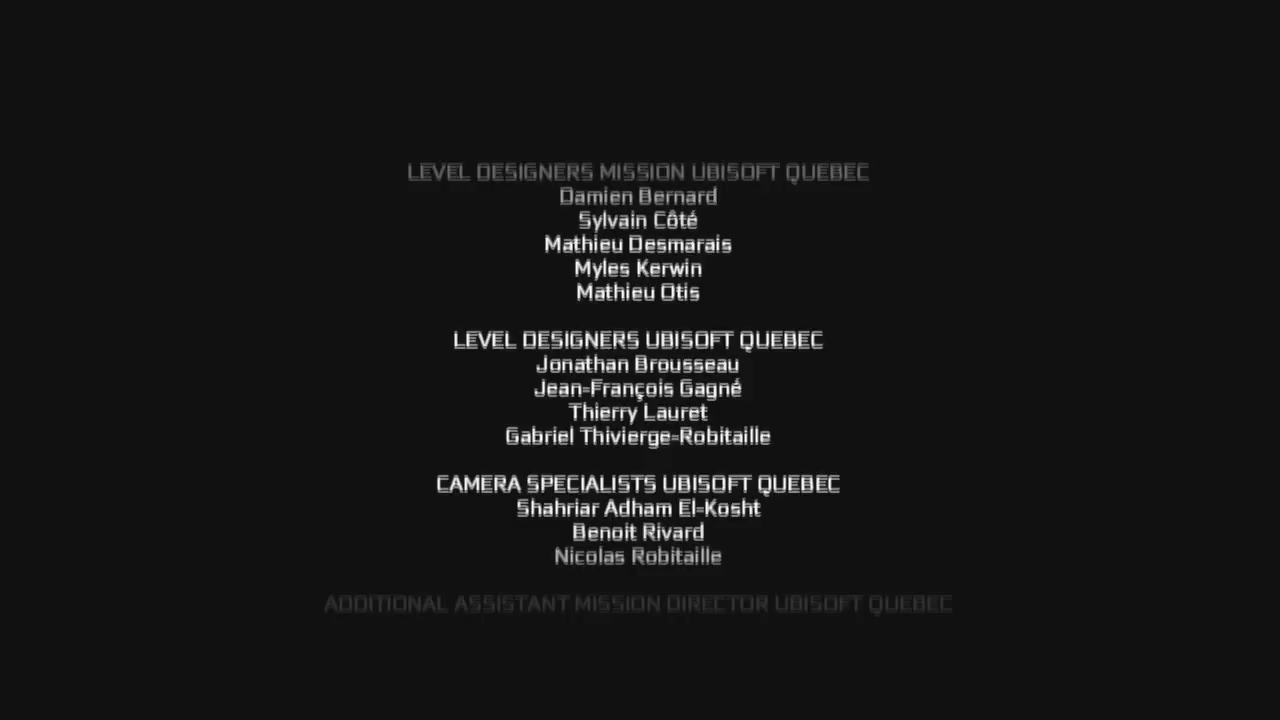 LEVEL DESIGNERS MISSION UBISOFT QUEBEC
Damien Bernard
Sylvain Côté
Mathieu Desmarais
Myles Kerwin
Mathieu Otis
LEVEL DESIGNERS UBISOFT QUEBEC
Jonathan Brousseau
Jean-François Gagné
Thierry Lauret
Gabriel Thivierge-Robitaille
CAMERA SPECIALISTS UBISOFT QUEBEC
Shahriar Adham El-Kosht
Benoit Rivard
Nicolas Robitaille
ADDITIONAL ASSISTANT MISSION DIRECTOR UBISOFT QUEBEC